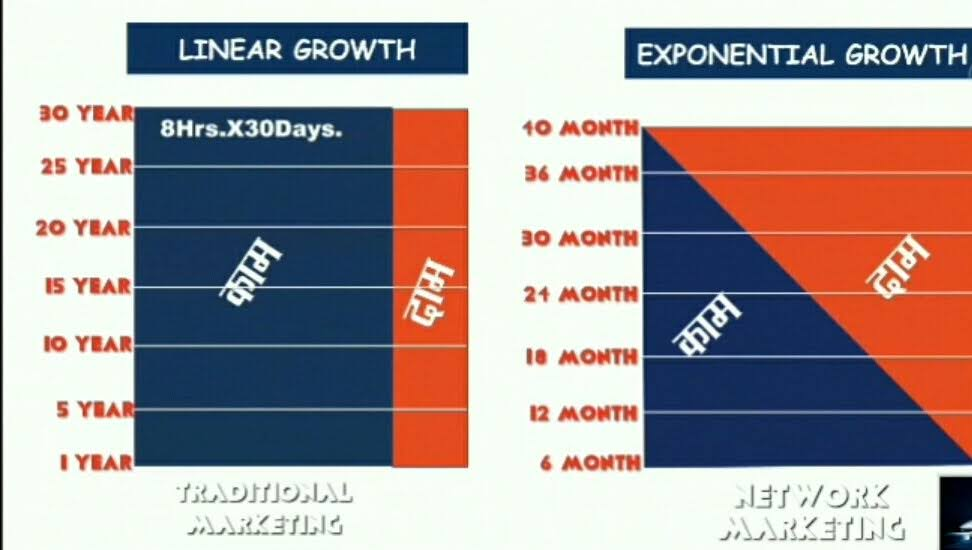 LINEAR GROWTH
30 YEAR
8Hrs.X30Days.
25 YEAR
20 YEAR
15 YEAR
10 YEAR
5 YEAR
1 YEAR
काम
दाम
TRADITIONAL
MARKETING
EXPONENTIAL GROWTH
40 MONTH
36 MONTH
30 MONTH
24 MONTH
18 MONTH
12 MONTH
6 MONTH
काम
दाम
NETWORK
MARKETING